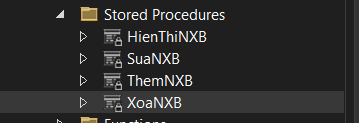 Stored Procedures
HienThiNXB
SuaNXB
ThemNXB
XoaNXB
Functions